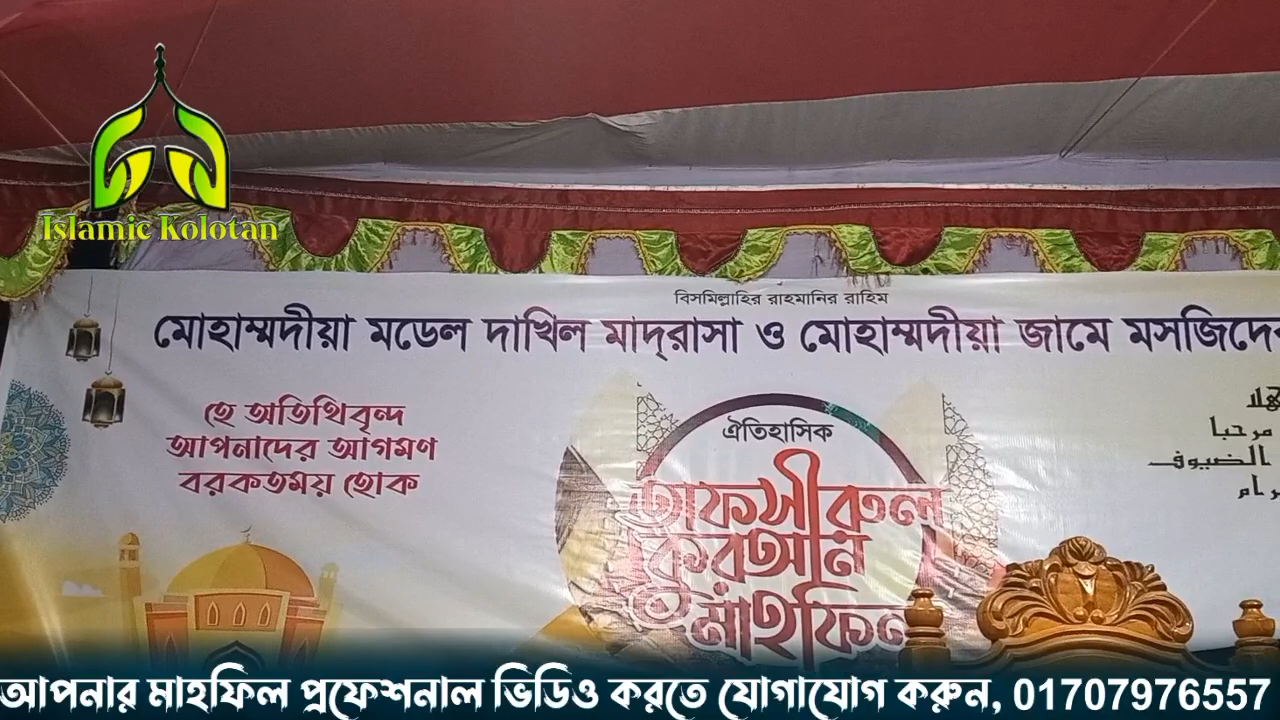 Islamic Kolotan
বিসমিল্লাহির রাহমানির রাহিম
মোহাম্মদীয়া মডেল দাখিল মাদ্‌রাসা ও মোহাম্মদীয়া জামে মসজিদের
হে অতিথিবৃন্দ
আপনাদের আগমণ
বরকতময় হোক
ঐতিহাসিক
তাফসীরুল
কুরআন
মাহফিল
مرحبا
الضيوف
আপনার মাহফিল প্রফেশনাল ভিডিও করতে যোগাযোগ করুন, 01707976557